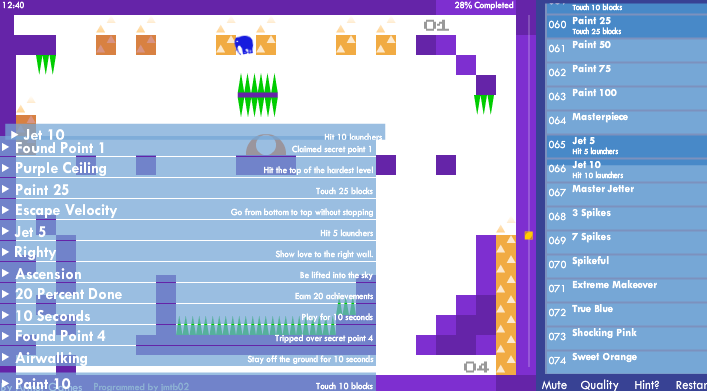 12:40
28% Completed
01
Jet 10 Hit 10 launchers
Found Point 1 Claimed secret point 1
Purple Ceiling Hit the top of the hardest level
Paint 25 Touch 25 blocks
Escape Velocity Go from bottom to top without stopping
Jet 5 Hit 5 launchers
Righty Show love to the right wall.
Ascension Be lifted into the sky
20 Percent Done Earn 20 achievements
10 Seconds Play for 10 seconds
Found Point 4 Tripped over secret point 4
Airwalking Stay off the ground for 10 seconds
04
Paint 10 Touch 10 blocks
Games Programmed by jmtb02
Touch 10 blocks
060 Paint 25
Touch 25 blocks
061 Paint 50
062 Paint 75
063 Paint 100
064 Masterpiece
065 Jet 5
Hit 5 launchers
066 Jet 10
Hit 10 launchers
067 Master Jetter
068 3 Spikes
069 7 Spikes
070 Spikeful
071 Extreme Makeover
072 True Blue
073 Shocking Pink
074 Sweet Orange
Mute Quality Hint? Restar